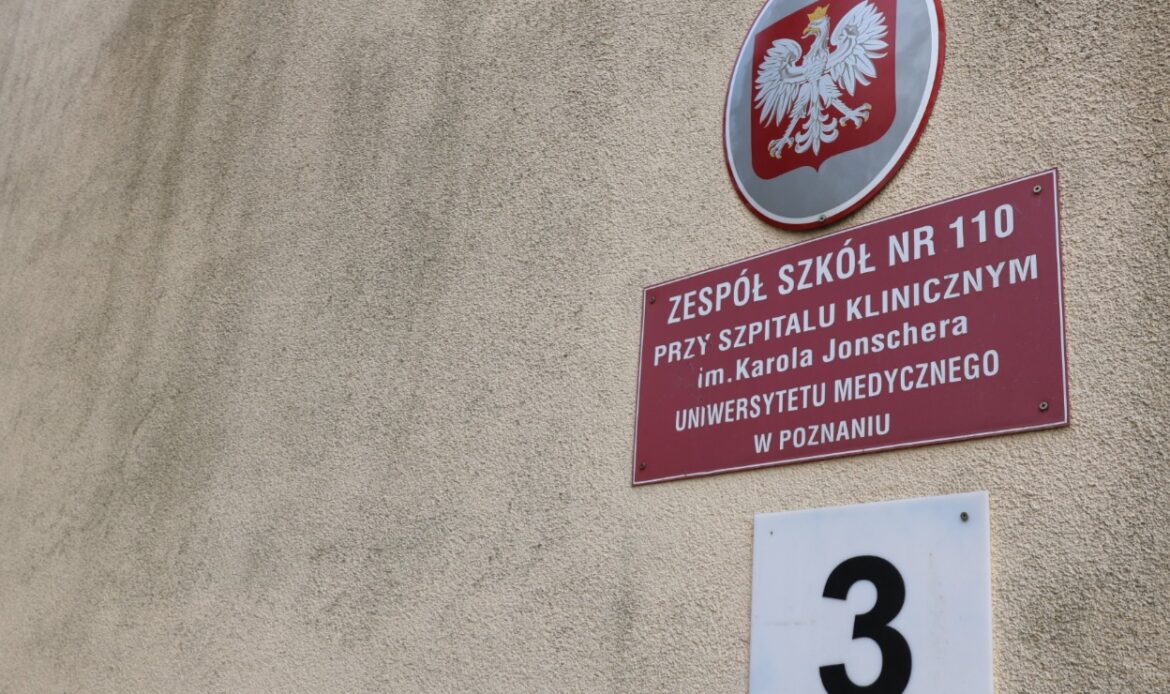 ZESPÓŁ SZKÓŁ NR 110
PRZY SZPITALU KLINICZNYM
im.Karola Jonschera
UNIWERSYTETU MEDYCZNEGO
W POZNANIU
3